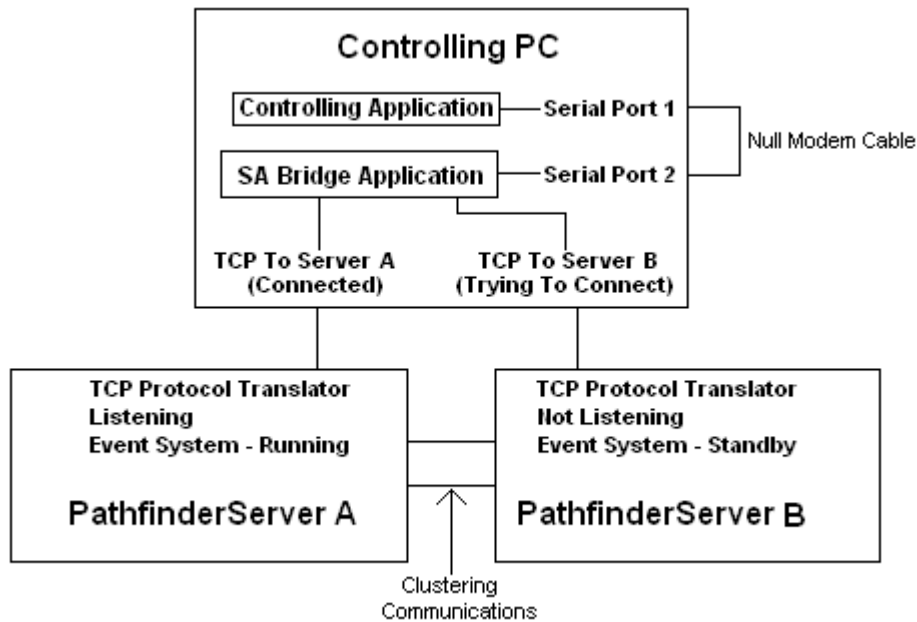 Controlling PC
Controlling Application
Serial Port 1
Null Modem Cable
SA Bridge Application
Serial Port 2
TCP To Server A
(Connected)
TCP To Server B
(Trying To Connect)
TCP Protocol Translator
Listening
Event System - Running
PathfinderServer A
TCP Protocol Translator
Not Listening
Event System - Standby
PathfinderServer B
Clustering
Communications